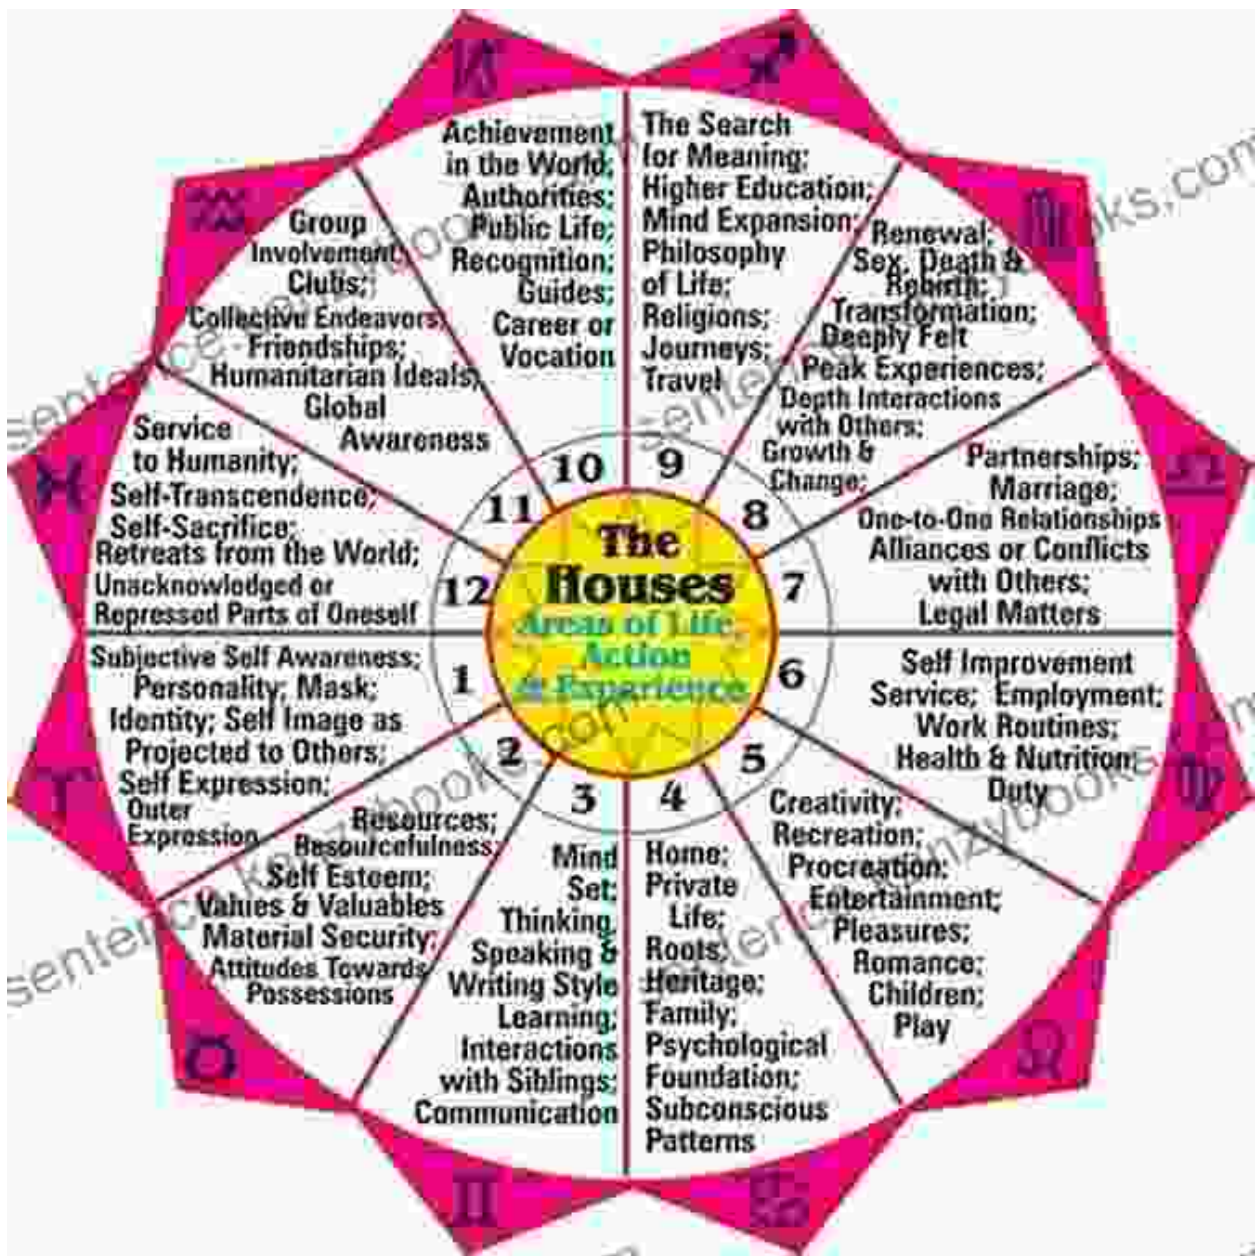 The
Houses
Areas of Life,
Action
& Experience
1
Subjective Self Awareness;
Personality; Mask;
Identity; Self Image as
Projected to Others;
Self Expression;
Outer
Expression
2
Resources;
Resourcefulness;
Self Esteem;
Values & Valuables
Material Security;
Attitudes Towards
Possessions
3
Mind
Set;
Thinking,
Speaking &
Writing Style
Learning;
Interactions
with Siblings;
Communication
4
Home;
Private
Life;
Roots;
Heritage;
Family;
Psychological
Foundation;
Subconscious
Patterns
5
Creativity;
Recreation;
Procreation;
Entertainment;
Pleasures;
Romance;
Children;
Play
6
Self Improvement
Service; Employment;
Work Routines;
Health & Nutrition;
Duty
7
Partnerships;
Marriage;
One-to-One Relationships
Alliances or Conflicts
with Others;
Legal Matters
8
Renewal;
Sex, Death &
Rebirth;
Transformation;
Deeply Felt
Peak Experiences;
Depth Interactions
with Others;
Growth &
Change;
9
The Search
for Meaning;
Higher Education;
Mind Expansion;
Philosophy
of Life;
Religions;
Journeys;
Travel
10
Achievement
in the World;
Authorities;
Public Life;
Recognition;
Guides;
Career or
Vocation
11
Group
Involvement;
Clubs;
Collective Endeavors;
Friendships;
Humanitarian Ideals;
Global
Awareness
12
Service
to Humanity;
Self-Transcendence;
Self-Sacrifice;
Retreats from the World;
Unacknowledged or
Repressed Parts of Oneself